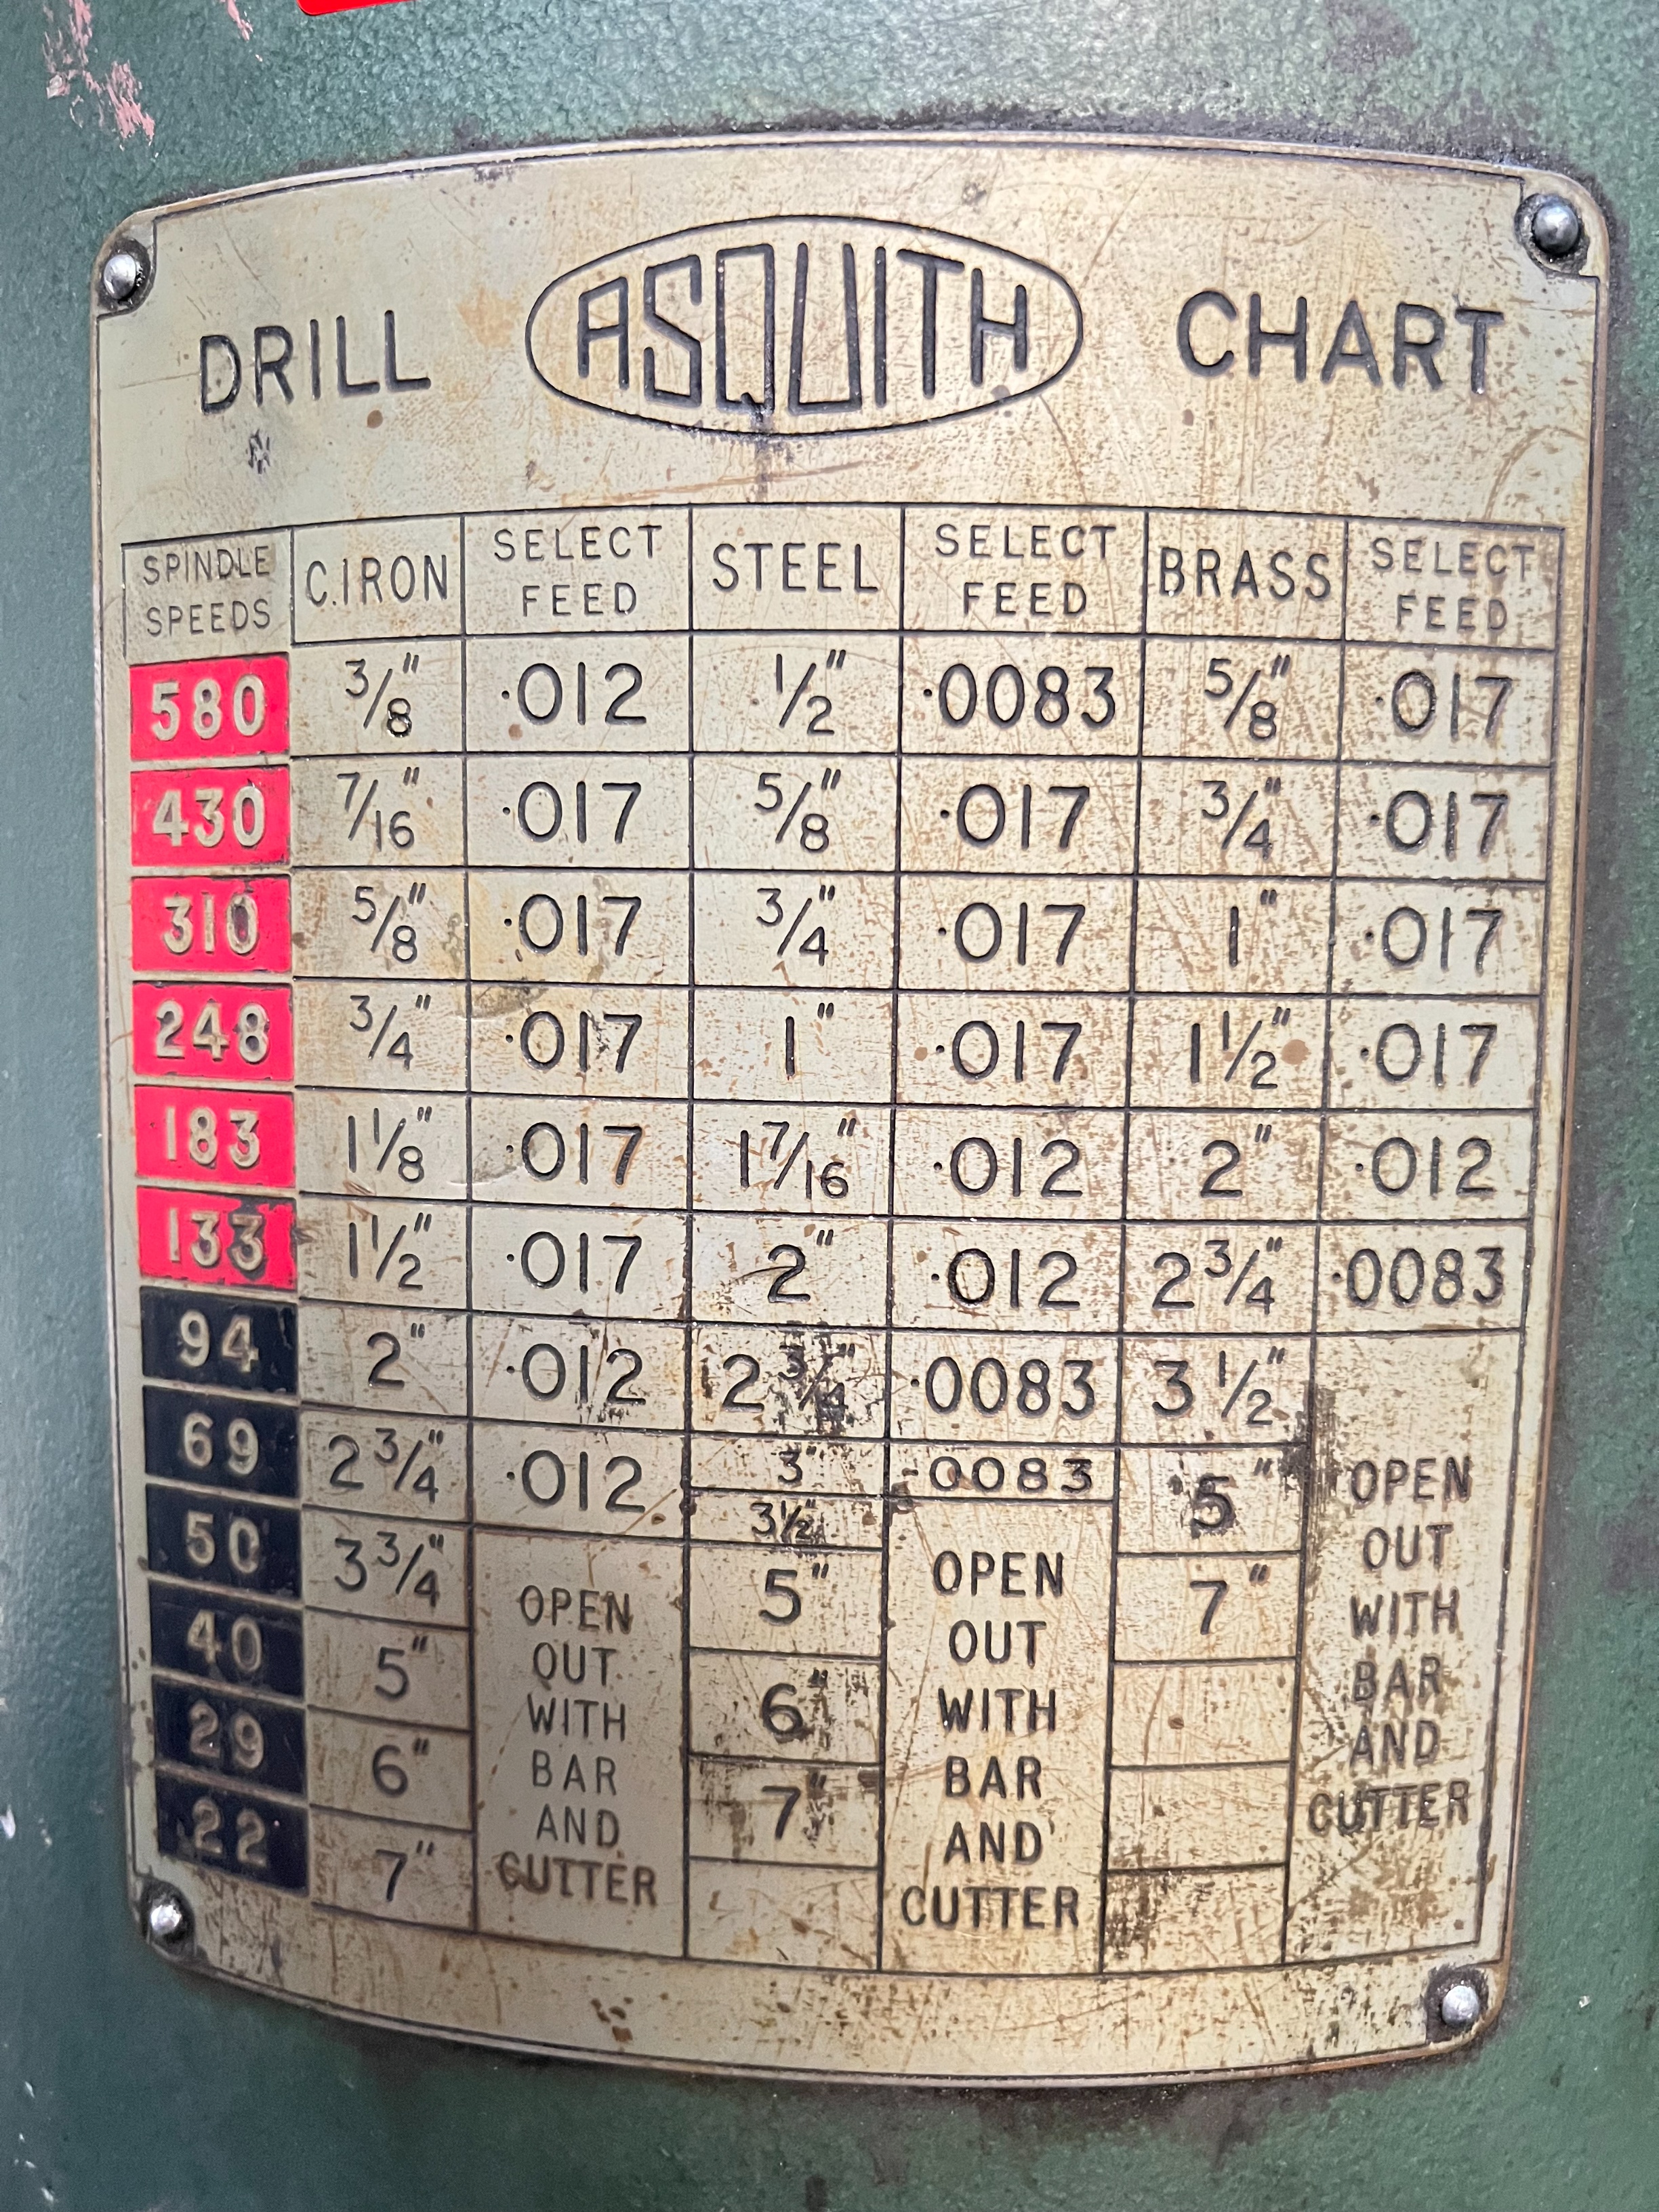 DRILL ASQUITH CHART
SPINDLE SPEEDS C.IRON SELECT FEED STEEL SELECT FEED BRASS SELECT FEED
580 3/8" .012 1/2" .0083 5/8" .017
430 7/16" .017 5/8" .017 3/4" .017
310 5/8" .017 3/4" .017 1" .017
248 3/4" .017 1" .017 1 1/2" .017
183 1 1/8" .017 1 7/16" .012 2" .012
133 1 1/2" .017 2" .012 2 3/4" .0083
94 2" .012 2 3/4" .0083 3 1/2"
69 2 3/4" .012 3" .0083 5"
3 1/2"
50 3 3/4" 5" 7"
40 5" 6"
29 6" 7"
22 7"
OPEN
OUT
WITH
BAR
AND
CUTTER
OPEN
OUT
WITH
BAR
AND
CUTTER
OPEN
OUT
WITH
BAR
AND
CUTTER